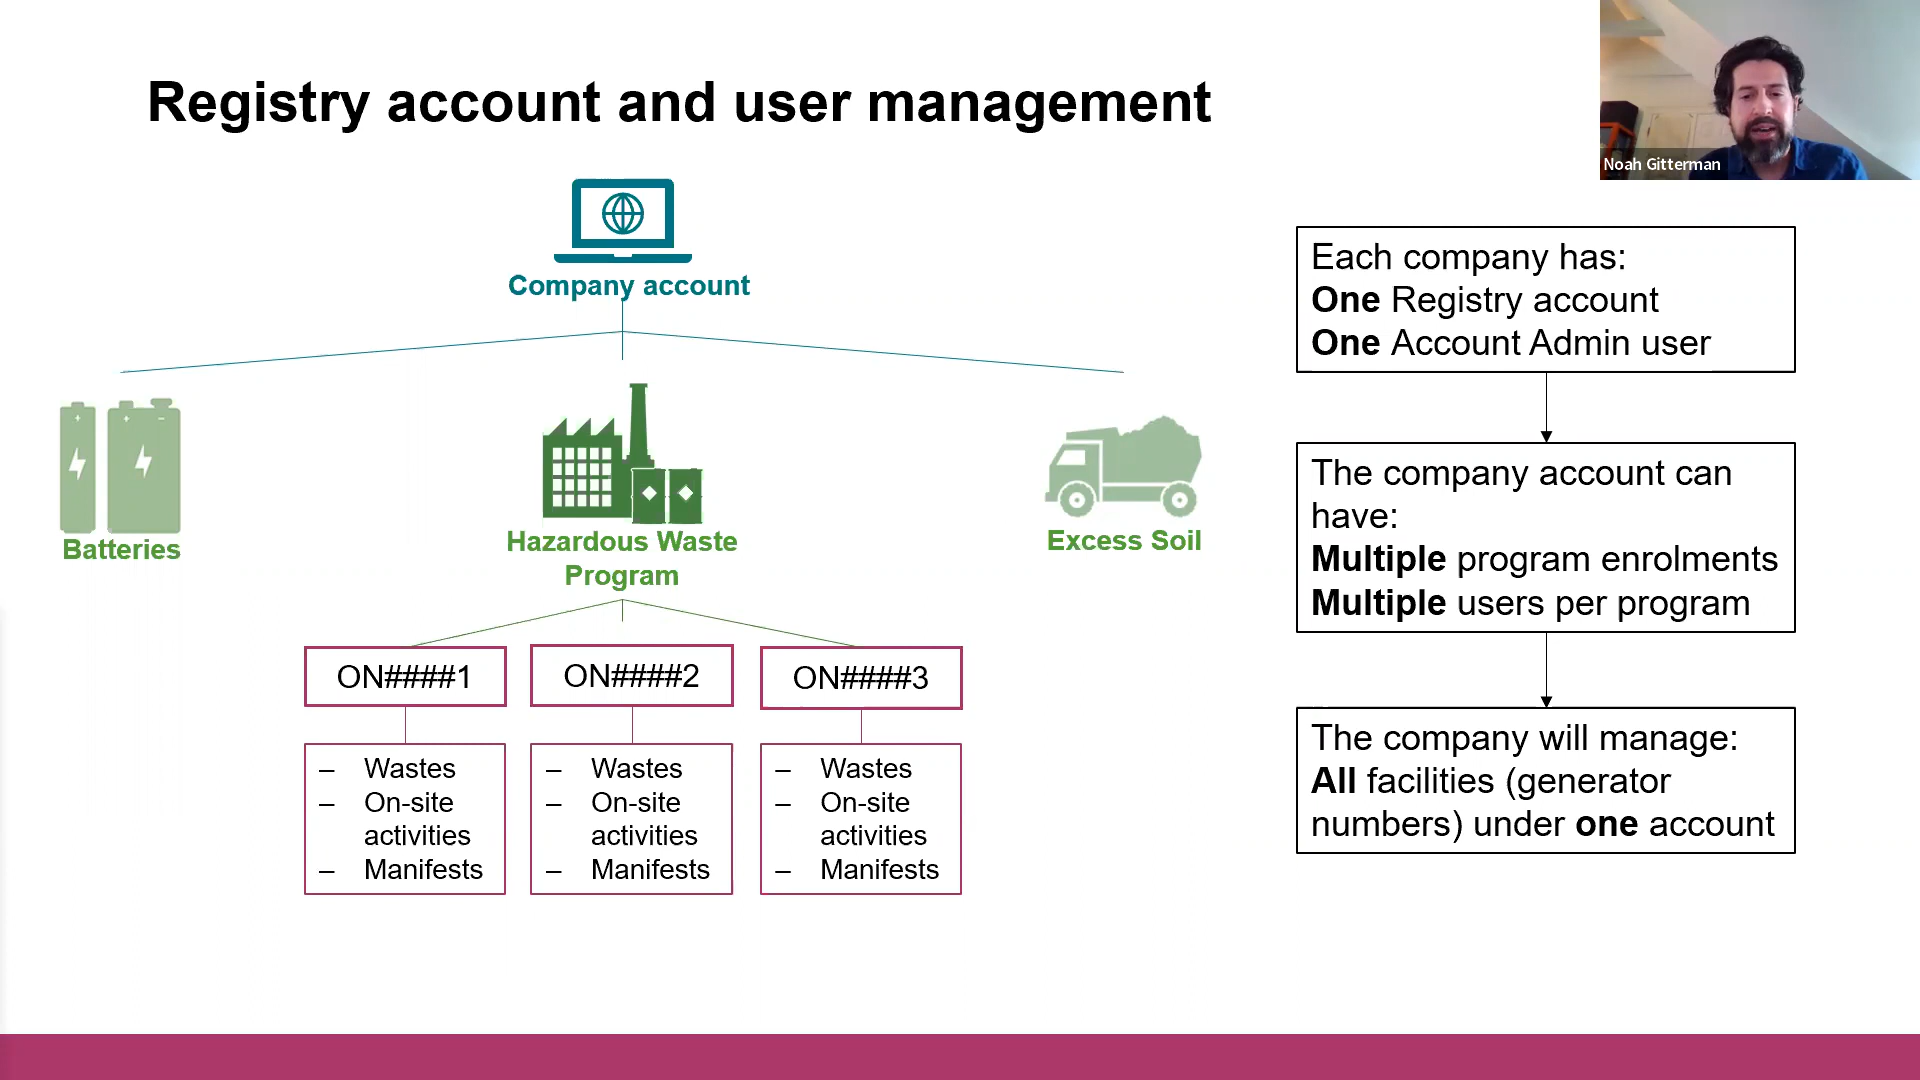 Registry account and user management
Noah Gitterman
Company account
Batteries
Hazardous Waste
Program
Excess Soil
ON####1
ON####2
ON####3
– Wastes
– On-site
activities
– Manifests
– Wastes
– On-site
activities
– Manifests
– Wastes
– On-site
activities
– Manifests
Each company has:
One Registry account
One Account Admin user
The company account can
have:
Multiple program enrolments
Multiple users per program
The company will manage:
All facilities (generator
numbers) under one account